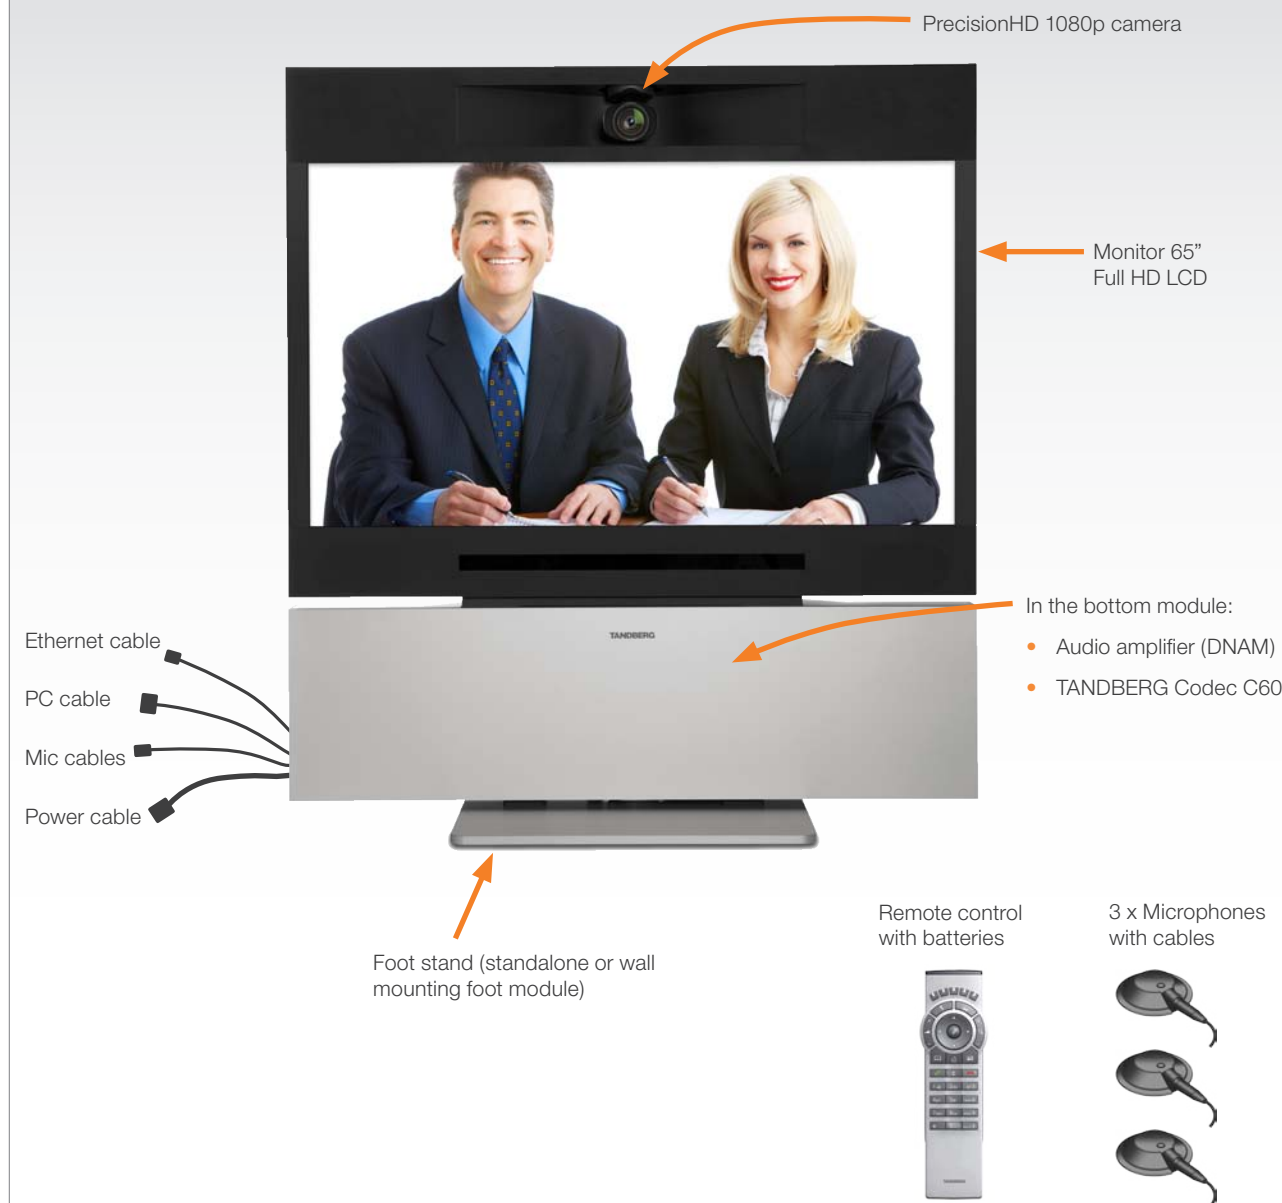 PrecisionHD 1080p camera
Monitor 65”
Full HD LCD
In the bottom module:
• Audio amplifier (DNAM)
• TANDBERG Codec C60
TANDBERG
Ethernet cable
PC cable
Mic cables
Power cable
Foot stand (standalone or wall
mounting foot module)
Remote control
with batteries
3 x Microphones
with cables